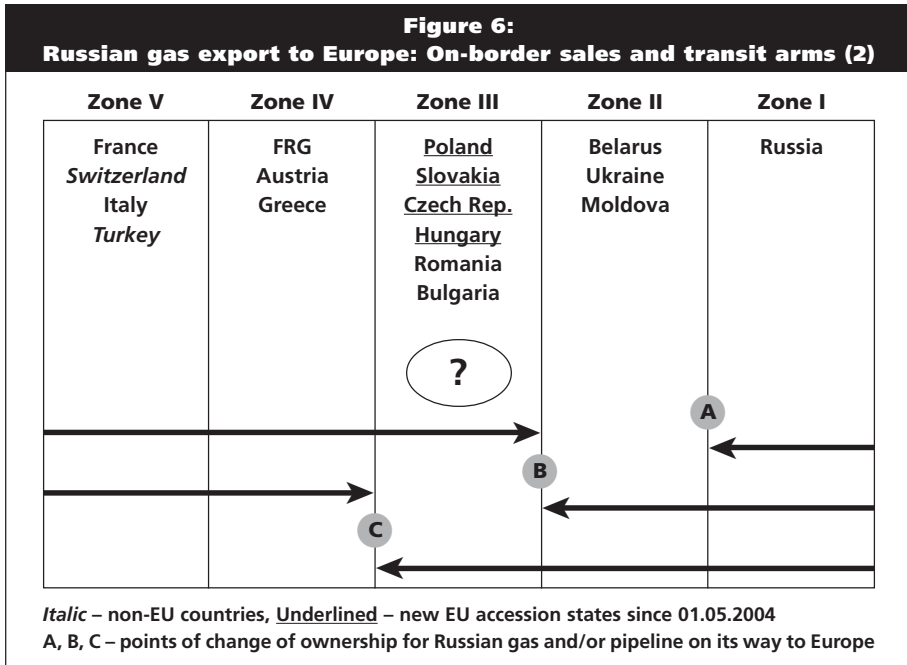 Figure 6:
Russian gas export to Europe: On-border sales and transit arms (2)
Zone V Zone IV Zone III Zone II Zone I
France FRG Poland Belarus Russia
Switzerland Austria Slovakia Ukraine
Italy Greece Czech Rep. Moldova
Turkey Hungary
Romania
Bulgaria
?
A
B
C
Italic – non-EU countries, Underlined – new EU accession states since 01.05.2004
A, B, C – points of change of ownership for Russian gas and/or pipeline on its way to Europe